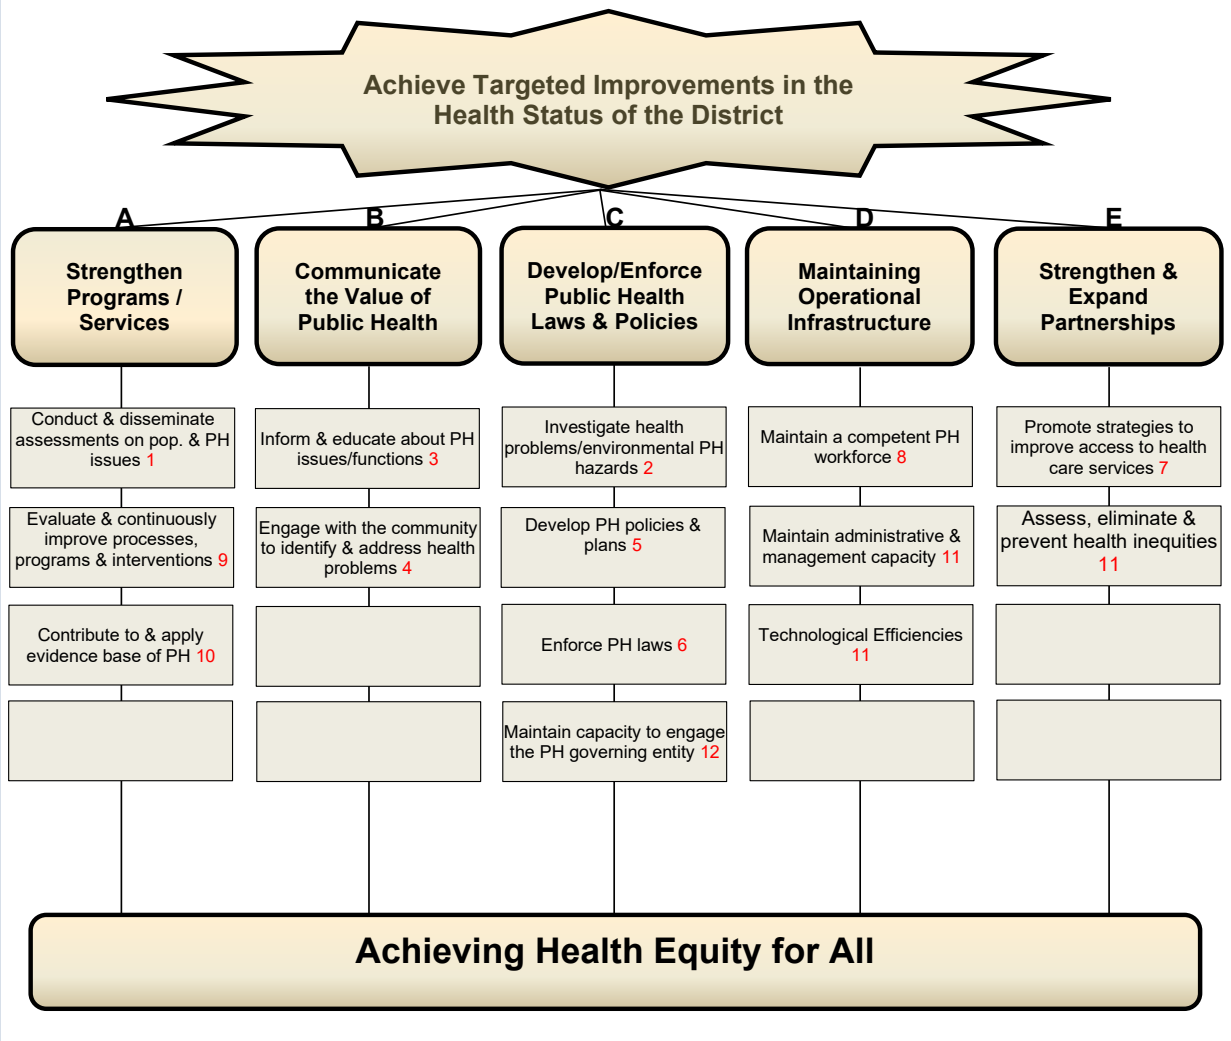 Achieve Targeted Improvements in the
Health Status of the District
A
B
C
D
E
Strengthen
Programs /
Services
Communicate
the Value of
Public Health
Develop/Enforce
Public Health
Laws & Policies
Maintaining
Operational
Infrastructure
Strengthen &
Expand
Partnerships
Conduct & disseminate
assessments on pop. & PH
issues 1
Evaluate & continuously
improve processes,
programs & interventions 9
Contribute to & apply
evidence base of PH 10
Inform & educate about PH
issues/functions 3
Engage with the community
to identify & address health
problems 4
Investigate health
problems/environmental PH
hazards 2
Develop PH policies &
plans 5
Enforce PH laws 6
Maintain capacity to engage
the PH governing entity 12
Maintain a competent PH
workforce 8
Maintain administrative &
management capacity 11
Technological Efficiencies
11
Promote strategies to
improve access to health
care services 7
Assess, eliminate &
prevent health inequities
11
Achieving Health Equity for All